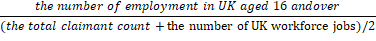 the number of employment in UK aged 16 andover
(the total claimant count + the number of UK workforce jobs)/2